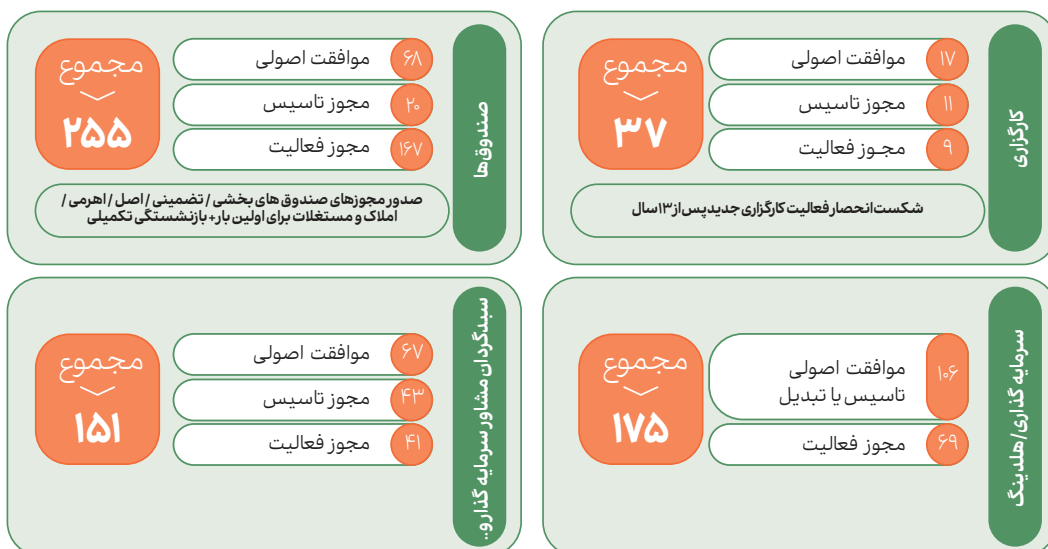 کارگزاری
۱۷ موافقت اصولی
۱۱ مجوز تاسیس
۹ مجـوز فعالیت
مجموع
۳۷
شکست انحصار فعالیت کارگزاری جدید پس از ۱۳ سال
صندوق‌ها
۶۸ موافقت اصولی
۲۰ مجوز تاسیس
۱۶۷ مجوز فعالیت
مجموع
۲۵۵
صدور مجوزهای صندوق های بخشی / تضمینی / اصل / اهرمی /
املاک و مستغلات برای اولین بار + بازنشستگی تکمیلی
سرمایه گذاری/هلدینگ
۱۰۶ موافقت اصولی
تاسیس یا تبدیل
۶۹ مجوز فعالیت
مجموع
۱۷۵
سبدگردان مشاور سرمایه گذار و..
۶۷ موافقت اصولی
۴۳ مجوز تاسیس
۴۱ مجوز فعالیت
مجموع
۱۵۱